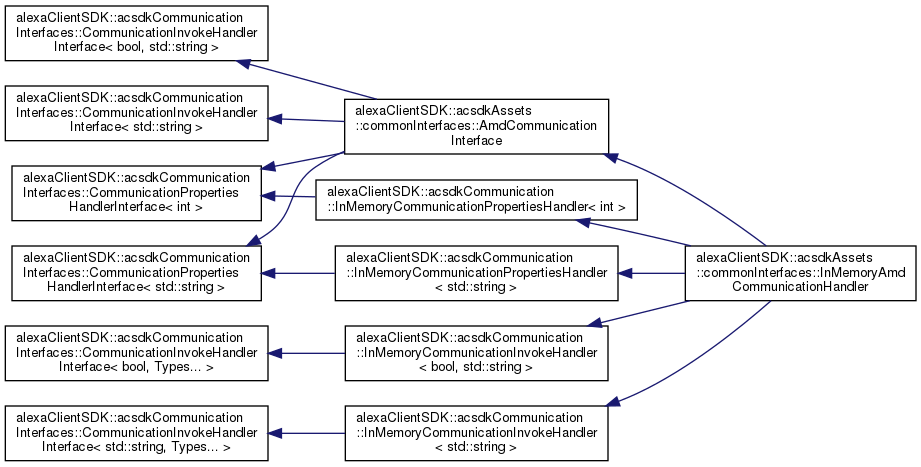 alexaClientSDK::acsdkCommunication
Interfaces::CommunicationInvokeHandler
Interface< bool, std::string >
alexaClientSDK::acsdkCommunication
Interfaces::CommunicationInvokeHandler
Interface< std::string >
alexaClientSDK::acsdkCommunication
Interfaces::CommunicationProperties
HandlerInterface< int >
alexaClientSDK::acsdkCommunication
Interfaces::CommunicationProperties
HandlerInterface< std::string >
alexaClientSDK::acsdkCommunication
Interfaces::CommunicationInvokeHandler
Interface< bool, Types... >
alexaClientSDK::acsdkCommunication
Interfaces::CommunicationInvokeHandler
Interface< std::string, Types... >
alexaClientSDK::acsdkAssets
::commonInterfaces::AmdCommunication
Interface
alexaClientSDK::acsdkCommunication
::InMemoryCommunicationPropertiesHandler< int >
alexaClientSDK::acsdkCommunication
::InMemoryCommunicationPropertiesHandler
< std::string >
alexaClientSDK::acsdkCommunication
::InMemoryCommunicationInvokeHandler
< bool, std::string >
alexaClientSDK::acsdkCommunication
::InMemoryCommunicationInvokeHandler
< std::string >
alexaClientSDK::acsdkAssets
::commonInterfaces::InMemoryAmd
CommunicationHandler